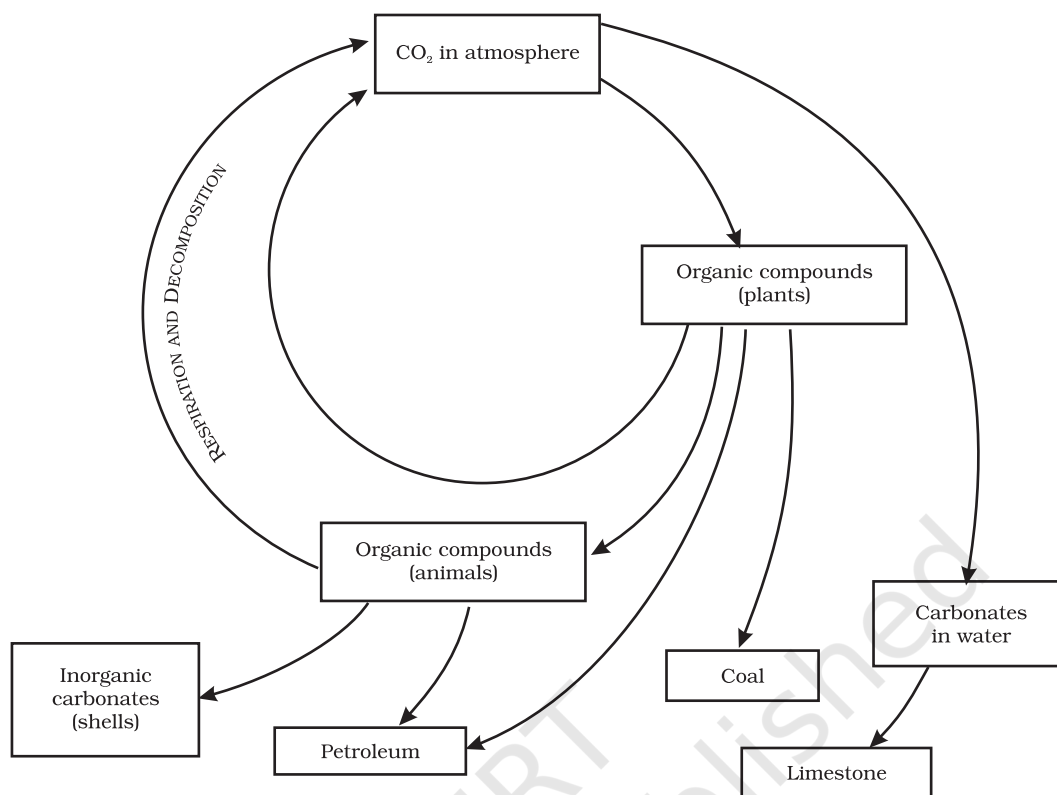 CO₂ in atmosphere
RESPIRATION AND DECOMPOSITION
Organic compounds
(plants)
Organic compounds
(animals)
Carbonates
in water
Inorganic
carbonates
(shells)
Coal
Petroleum
Limestone